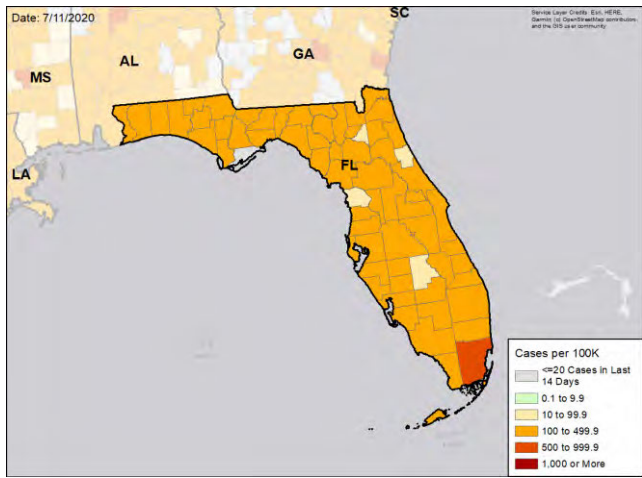 Date: 7/11/2020
Service Layer Credits: Esri, HERE,
Garmin, (c) OpenStreetMap contributors,
and the GIS user community
SC
AL
GA
MS
LA
FL
Cases per 100K
<=20 Cases in Last
14 Days
0.1 to 9.9
10 to 99.9
100 to 499.9
500 to 999.9
1,000 or More